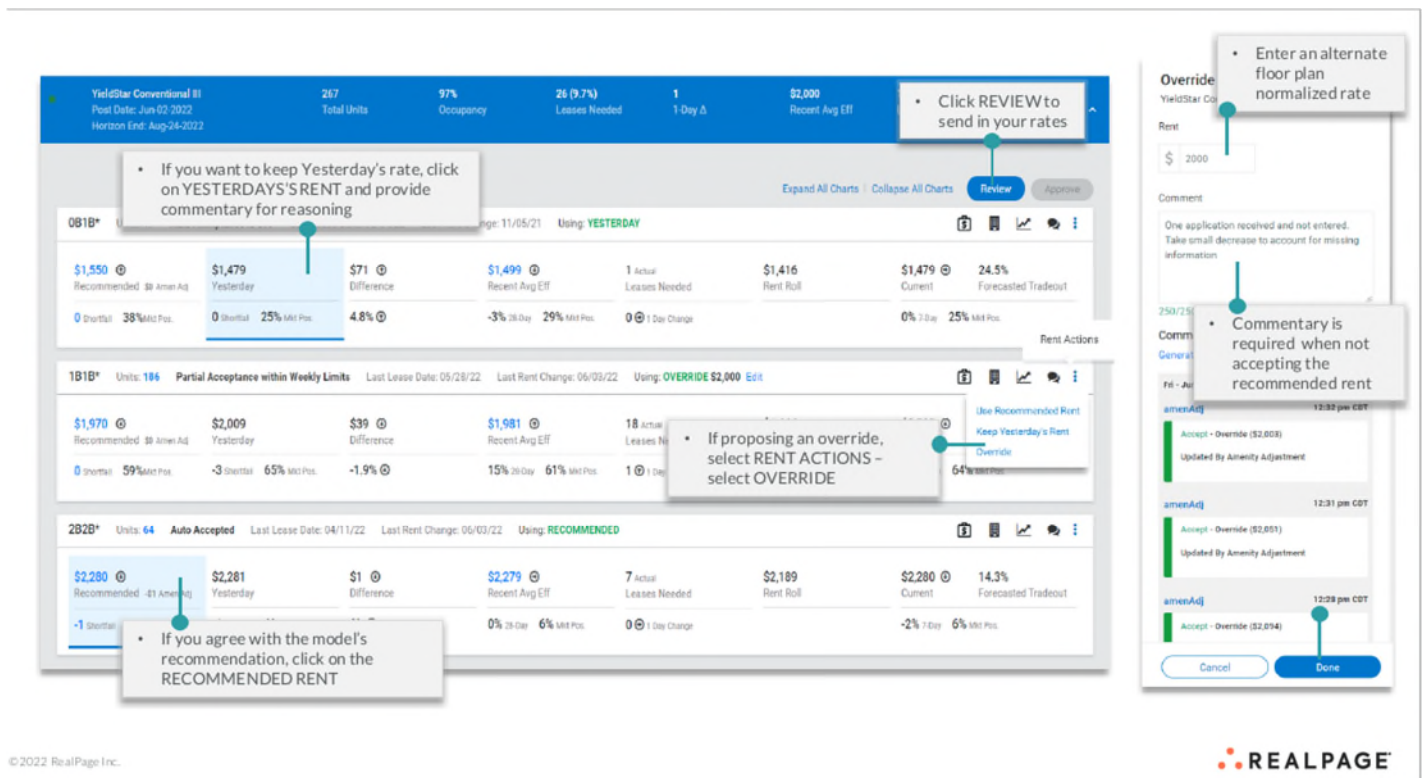 YieldStar Conventional III
Post Date: Jun-02-2022
Horizon End: Aug-24-2022
267
Total Units
97%
Occupancy
26 (9.7%)
Leases Needed
1
1-Day Δ
$2,000
Recent Avg Eff
• Click REVIEW to
send in your rates
• If you want to keep Yesterday's rate, click
on YESTERDAYS'S RENT and provide
commentary for reasoning
Expand All Charts | Collapse All Charts
Review
Approve
0B1B*
nge: 11/05/21 Using: YESTERDAY
$1,550
Recommended $0 Amen Adj
0 Shortfall 38% Mkt Pos.
$1,479
Yesterday
0 Shortfall 25% Mkt Pos.
$71
Difference
4.8%
$1,499
Recent Avg Eff
-3% 28-Day 29% Mkt Pos.
1 Actual
Leases Needed
0 1 Day Change
$1,416
Rent Roll
$1,479
Current
0% 7-Day 25% Mkt Pos.
24.5%
Forecasted Tradeout
Rent Actions
1B1B* Units: 186 Partial Acceptance within Weekly Limits Last Lease Date: 05/28/22 Last Rent Change: 06/03/22 Using: OVERRIDE $2,000 Edit
$1,970
Recommended $0 Amen Adj
0 Shortfall 59% Mkt Pos.
$2,009
Yesterday
-3 Shortfall 65% Mkt Pos.
$39
Difference
-1.9%
$1,981
Recent Avg Eff
15% 28-Day 61% Mkt Pos.
18 Actual
Leases N
1 1 D
64% Mkt Pos.
Use Recommended Rent
Keep Yesterday's Rent
Override
• If proposing an override,
select RENT ACTIONS –
select OVERRIDE
2B2B* Units: 64 Auto Accepted Last Lease Date: 04/11/22 Last Rent Change: 06/03/22 Using: RECOMMENDED
$2,280
Recommended -$1 Amen Adj
-1 Shortfall
$2,281
Yesterday
$1
Difference
$2,279
Recent Avg Eff
0% 28-Day 6% Mkt Pos.
7 Actual
Leases Needed
0 1 Day Change
$2,189
Rent Roll
$2,280
Current
-2% 7-Day 6% Mkt Pos.
14.3%
Forecasted Tradeout
• If you agree with the model's
recommendation, click on the
RECOMMENDED RENT
Override
YieldStar Co
• Enter an alternate
floor plan
normalized rate
Rent
$ 2000
Comment
One application received and not entered.
Take small decrease to account for missing
information
250/25
Comm
Genera
• Commentary is
required when not
accepting the
recommended rent
Fri - Ju
amenAdj 12:32 pm CDT
Accept - Override ($2,003)
Updated By Amenity Adjustment
amenAdj 12:31 pm CDT
Accept - Override ($2,051)
Updated By Amenity Adjustment
amenAdj 12:28 pm CDT
Accept - Override ($2,094)
Cancel
Done
©2022 RealPage Inc.
REALPAGE